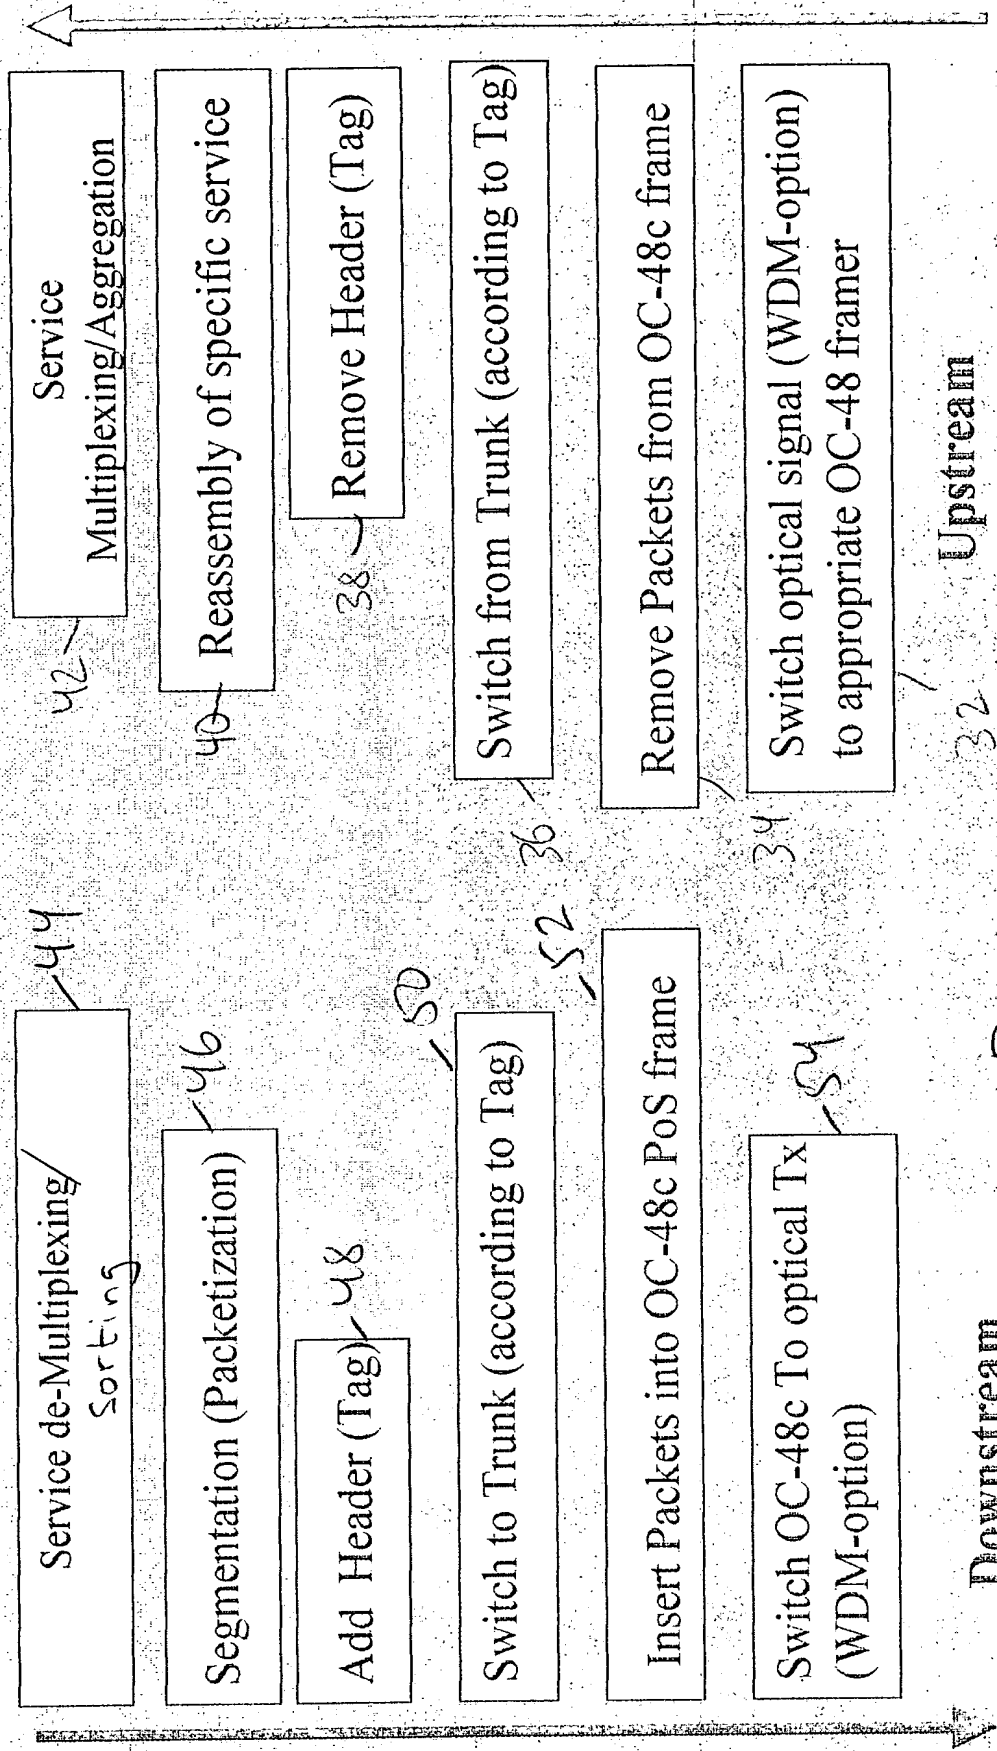 Service de-Multiplexing/
Sorting
44
Segmentation (Packetization)
46
Add Header (Tag)
48
Switch to Trunk (according to Tag)
50
Insert Packets into OC-48c PoS frame
52
Switch OC-48c To optical Tx
(WDM-option)
54
Downstream
Service
Multiplexing/Aggregation
42
Reassembly of specific service
40
Remove Header (Tag)
38
Switch from Trunk (according to Tag)
36
Remove Packets from OC-48c frame
34
Switch optical signal (WDM-option)
to appropriate OC-48 framer
32
Upstream